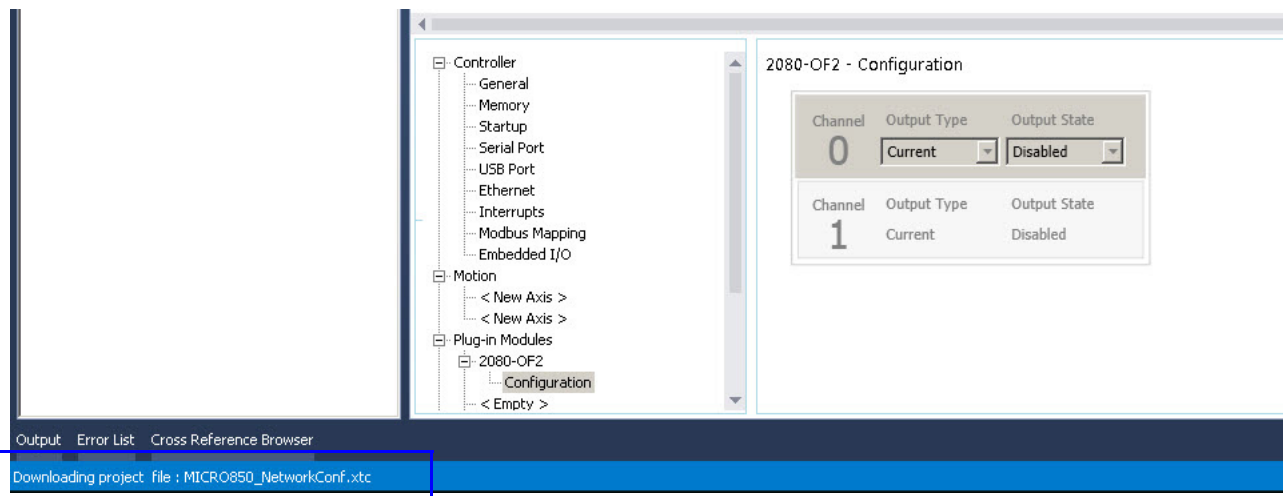 Controller
General
Memory
Startup
Serial Port
USB Port
Ethernet
Interrupts
Modbus Mapping
Embedded I/O
Motion
< New Axis >
< New Axis >
Plug-in Modules
2080-OF2
Configuration
< Empty >
2080-OF2 - Configuration
Channel Output Type Output State
0 Current Disabled
Channel Output Type Output State
1 Current Disabled
Output Error List Cross Reference Browser
Downloading project file : MICRO850_NetworkConf.xtc